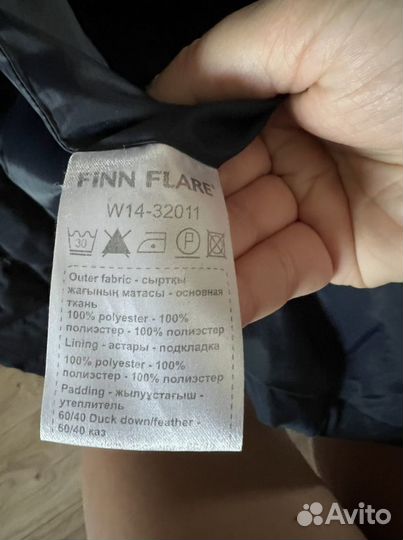 FiNN FLARE®
W14-32011
30 P
Outer fabric - сыртқы
жағының матасы - основная
ткань
100% polyester - 100%
полиэстер - 100% полиэстер
Lining - астары - подкладка
100% polyester - 100%
полиэстер - 100% полиэстер
Padding - жылуұстағыш -
утеплитель
60/40 Duck down/feather -
60/40 қаз
Avito